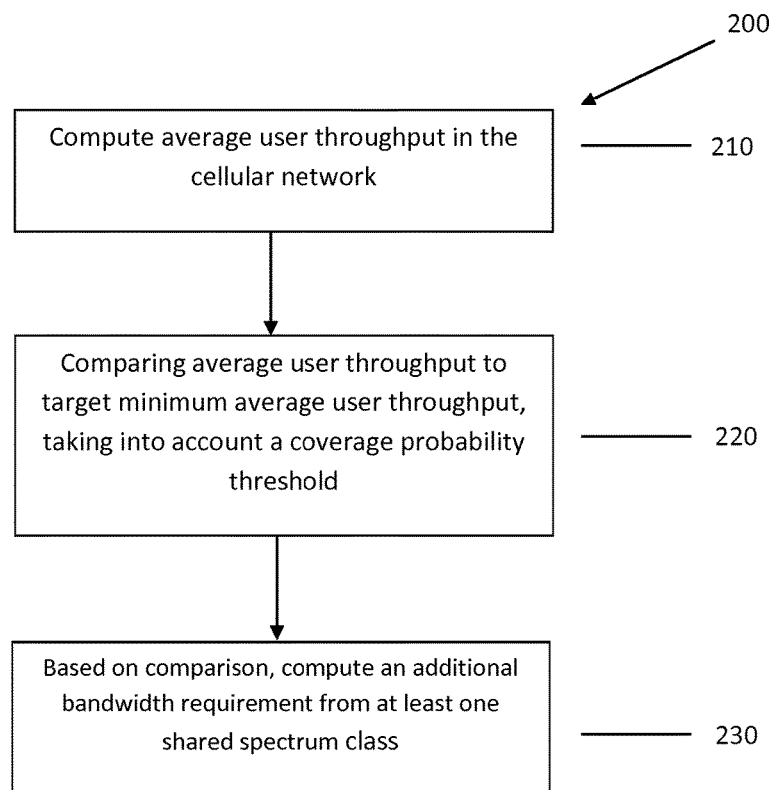 200
Compute average user throughput in the
cellular network
210
Comparing average user throughput to
target minimum average user throughput,
taking into account a coverage probability
threshold
220
Based on comparison, compute an additional
bandwidth requirement from at least one
shared spectrum class
230